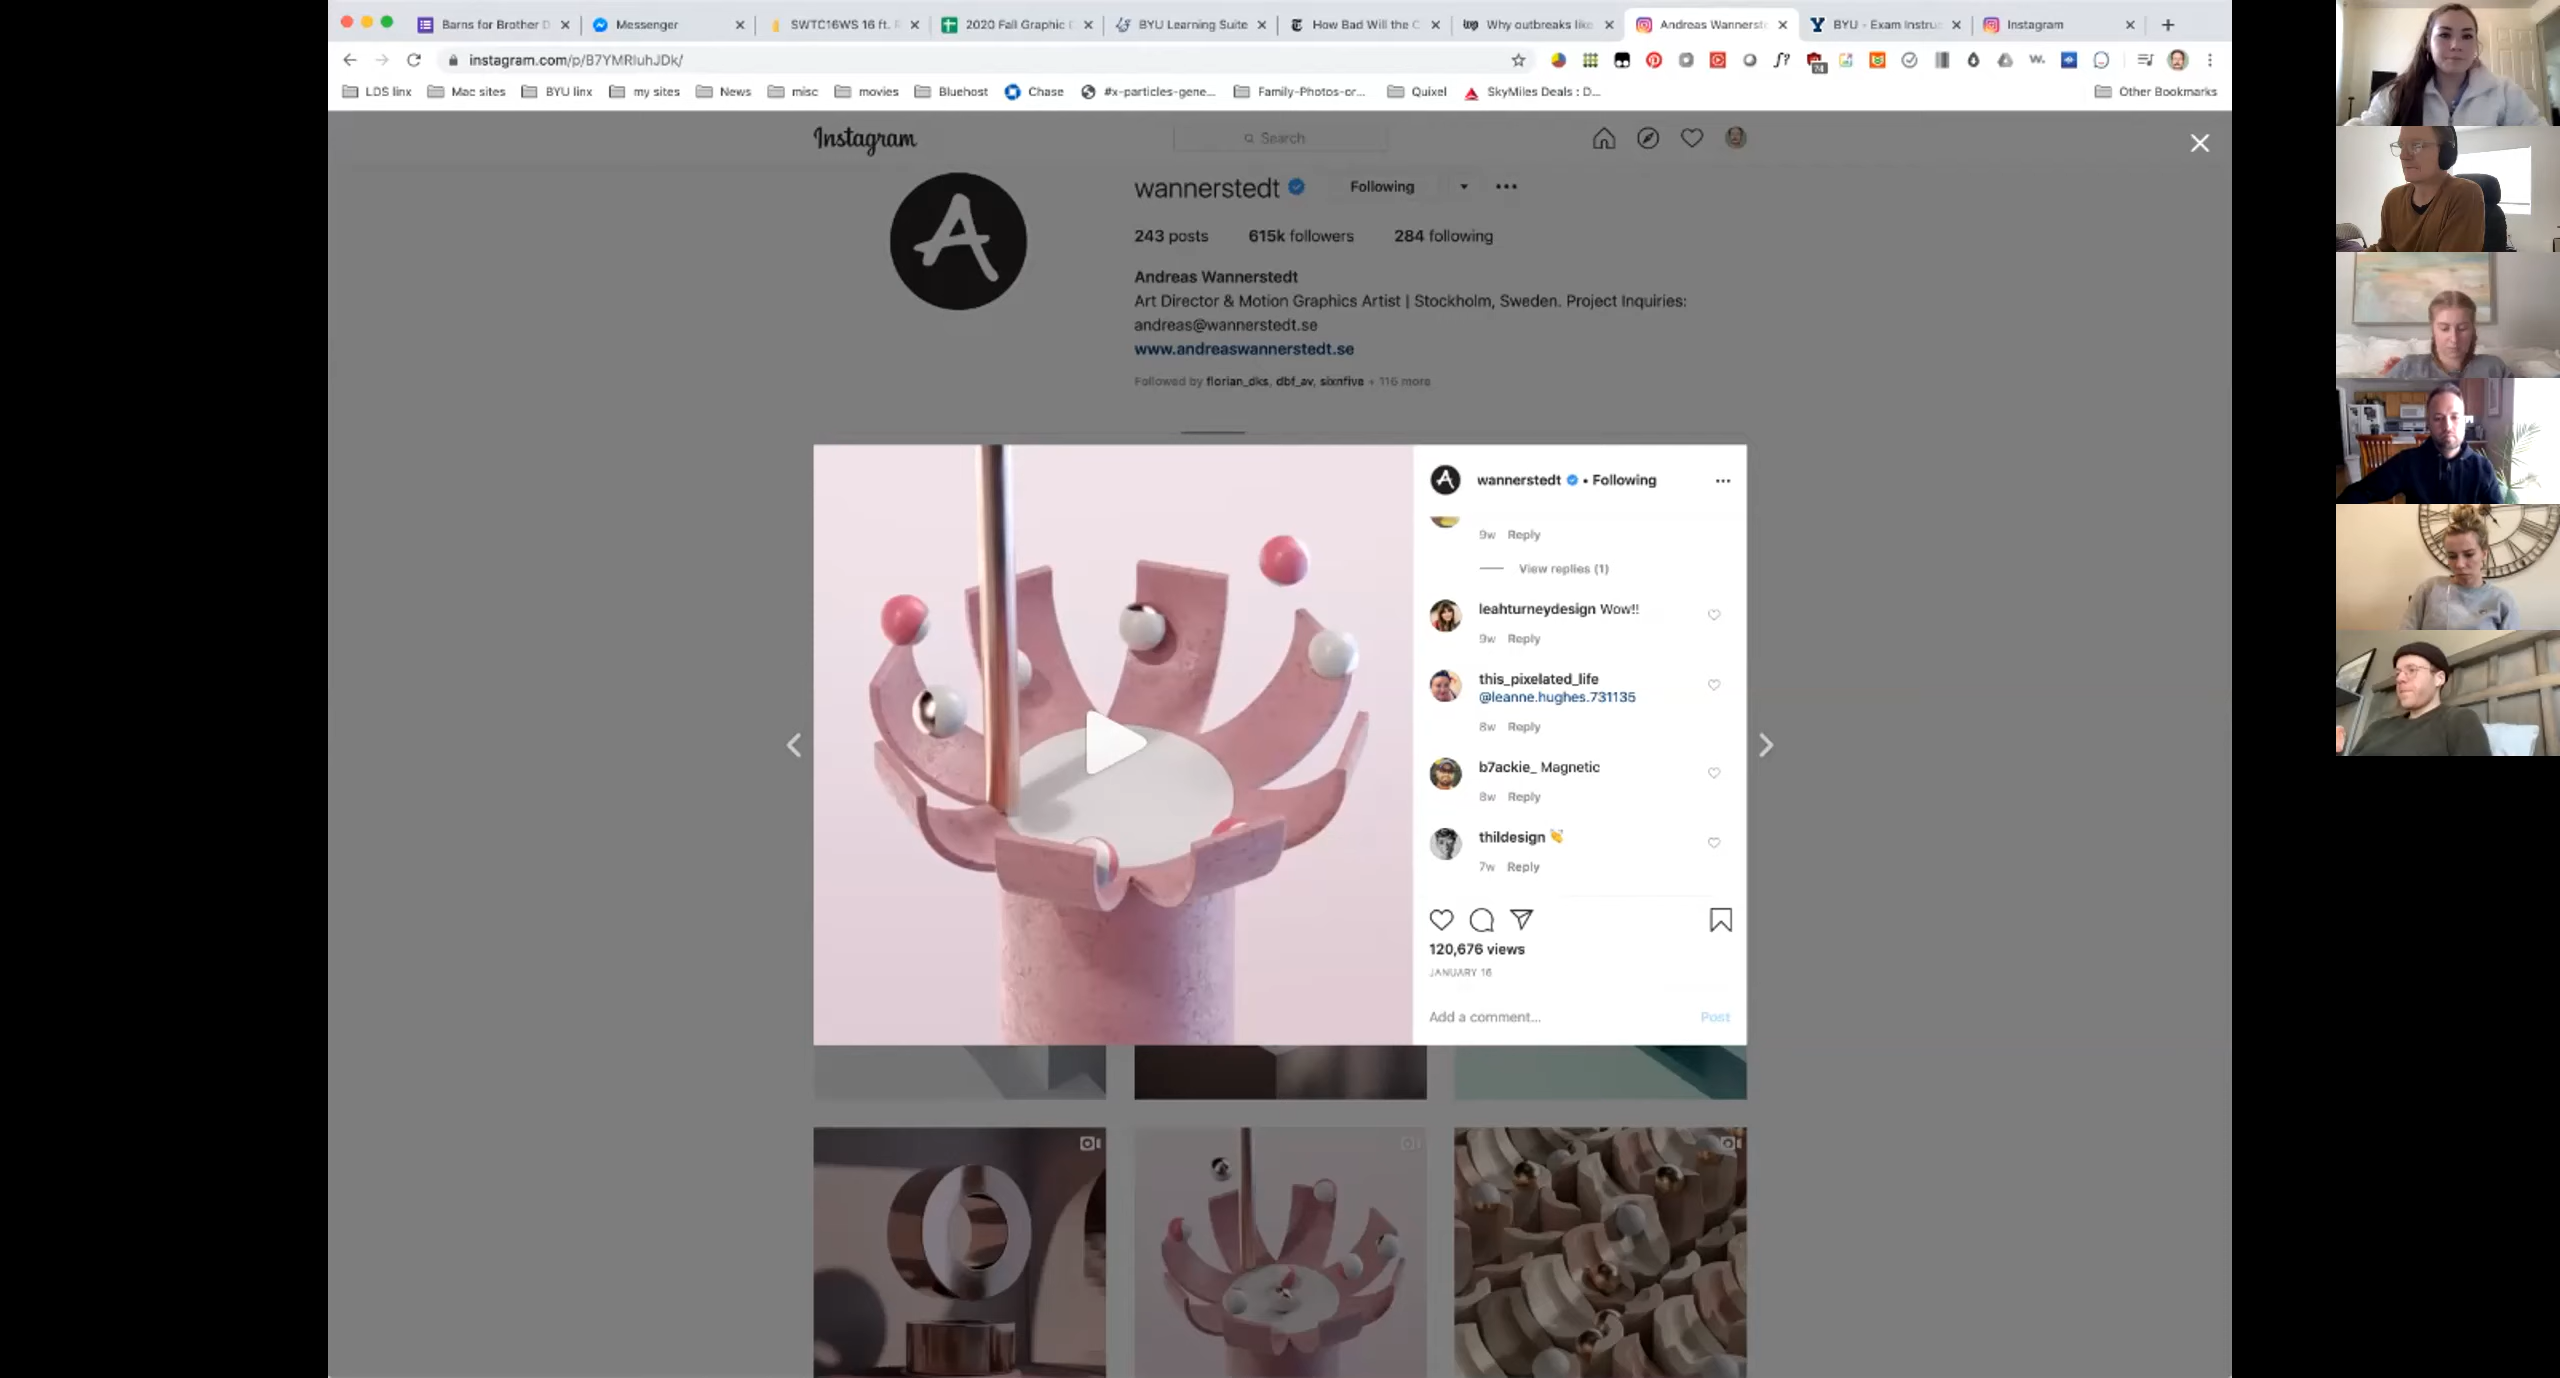 Barns for Brother D
Messenger
SWTC16WS 16 ft. R
2020 Fall Graphic D
BYU Learning Suite
How Bad Will the C
Why outbreaks like
Andreas Wannerste
BYU - Exam Instruc
Instagram
instagram.com/p/B7YMRluhJDk/
LDS linx
Mac sites
BYU linx
my sites
News
misc
movies
Bluehost
Chase
#x-particles-gene...
Family-Photos-or...
Quixel
SkyMiles Deals : D...
Other Bookmarks
Instagram
Search
wannerstedt
Following
243 posts 615k followers 284 following
Andreas Wannerstedt
Art Director & Motion Graphics Artist | Stockholm, Sweden. Project Inquiries:
andreas@wannerstedt.se
www.andreaswannerstedt.se
Followed by florian_dks, dbf_av, sixnfive + 116 more
wannerstedt • Following
9w Reply
View replies (1)
leahturneydesign Wow!!
9w Reply
this_pixelated_life
@leanne.hughes.731135
8w Reply
b7ackie_ Magnetic
8w Reply
thildesign 👏
7w Reply
120,676 views
JANUARY 16
Add a comment... Post